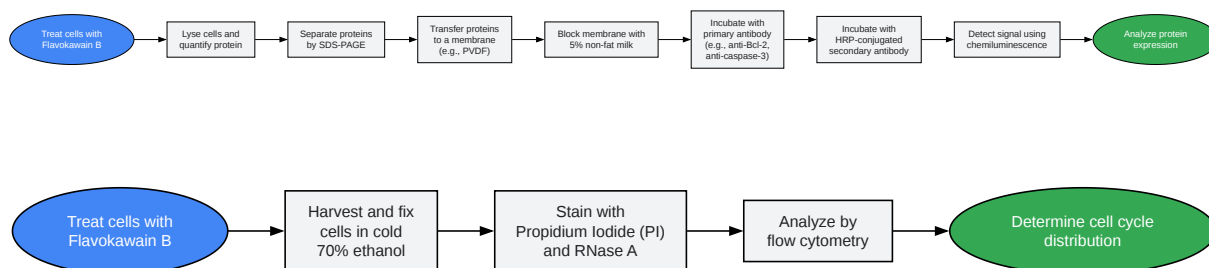 Treat cells with
Flavokawain B
Lyse cells and
quantify protein
Separate proteins
by SDS-PAGE
Transfer proteins
to a membrane
(e.g., PVDF)
Block membrane with
5% non-fat milk
Incubate with
primary antibody
(e.g., anti-Bcl-2,
anti-caspase-3)
Incubate with
HRP-conjugated
secondary antibody
Detect signal using
chemiluminescence
Analyze protein
expression
Treat cells with
Flavokawain B
Harvest and fix
cells in cold
70% ethanol
Stain with
Propidium Iodide (PI)
and RNase A
Analyze by
flow cytometry
Determine cell cycle
distribution